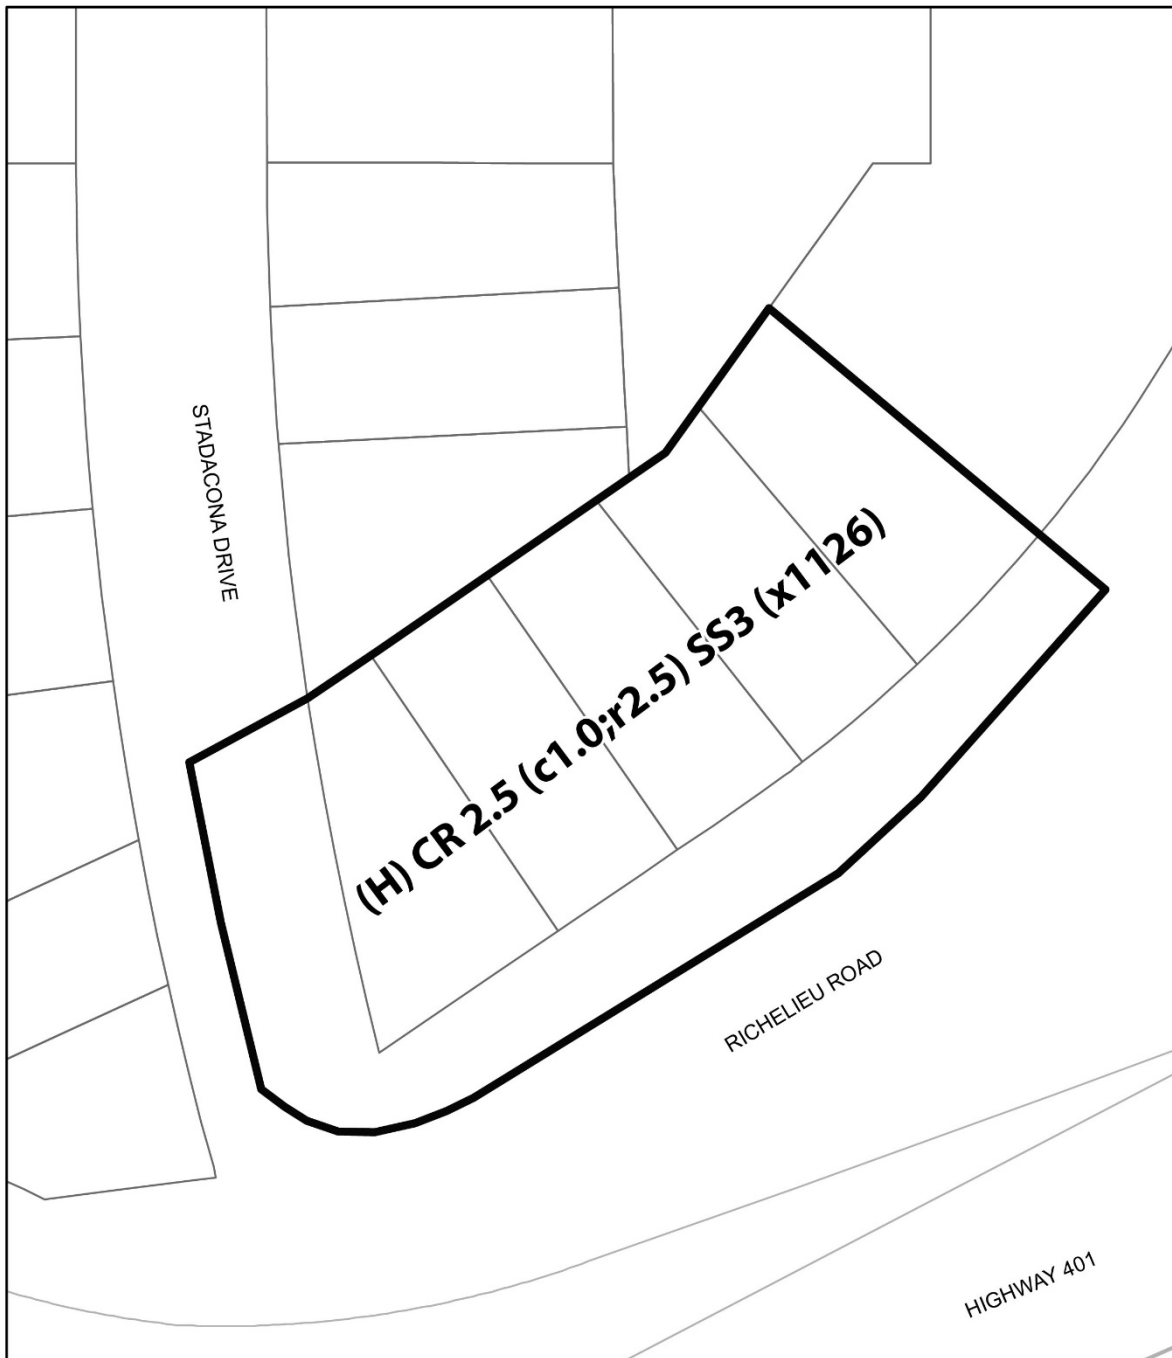 STADACONA DRIVE
(H) CR 2.5 (c1.0;r2.5) SS3 (x1126)
RICHELIEU ROAD
HIGHWAY 401